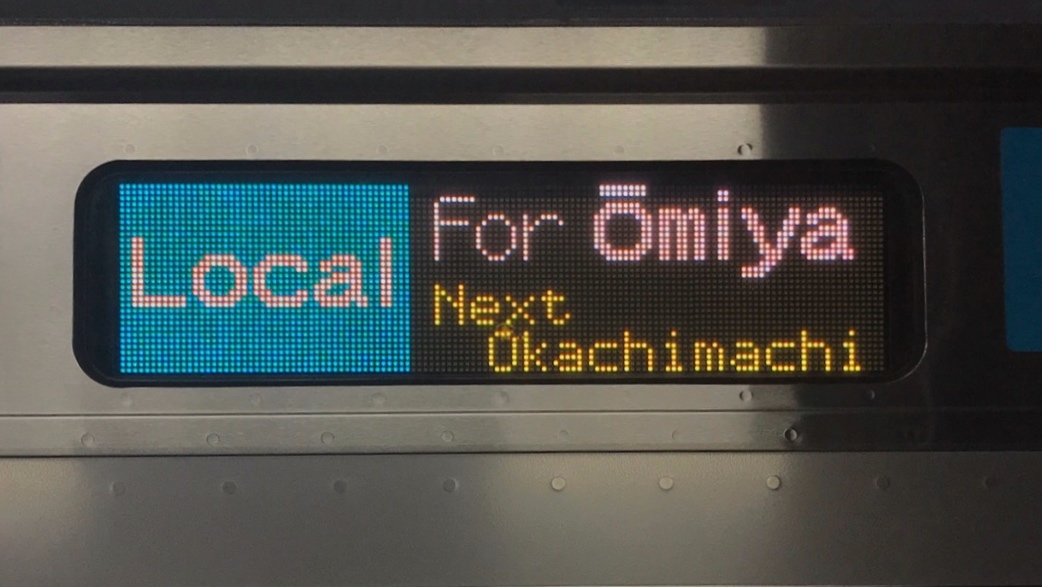 Local
For Ōmiya
Next
Okachimachi